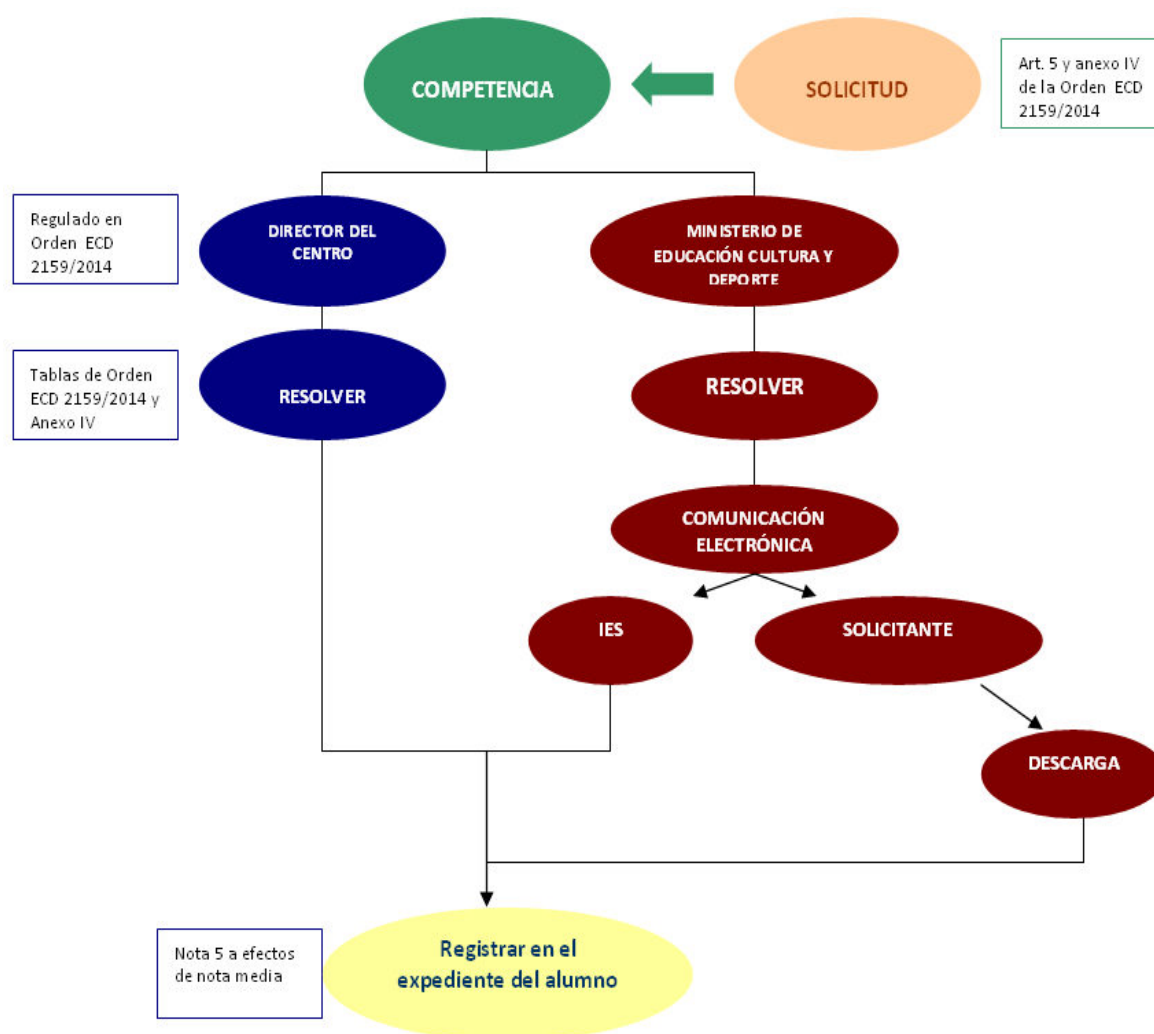 COMPETENCIA
SOLICITUD
Art. 5 y anexo IV
de la Orden ECD
2159/2014
Regulado en
Orden ECD
2159/2014
DIRECTOR DEL
CENTRO
MINISTERIO DE
EDUCACIÓN CULTURA Y
DEPORTE
Tablas de Orden
ECD 2159/2014 y
Anexo IV
RESOLVER
RESOLVER
COMUNICACIÓN
ELECTRÓNICA
IES
SOLICITANTE
DESCARGA
Nota 5 a efectos
de nota media
Registrar en el
expediente del alumno